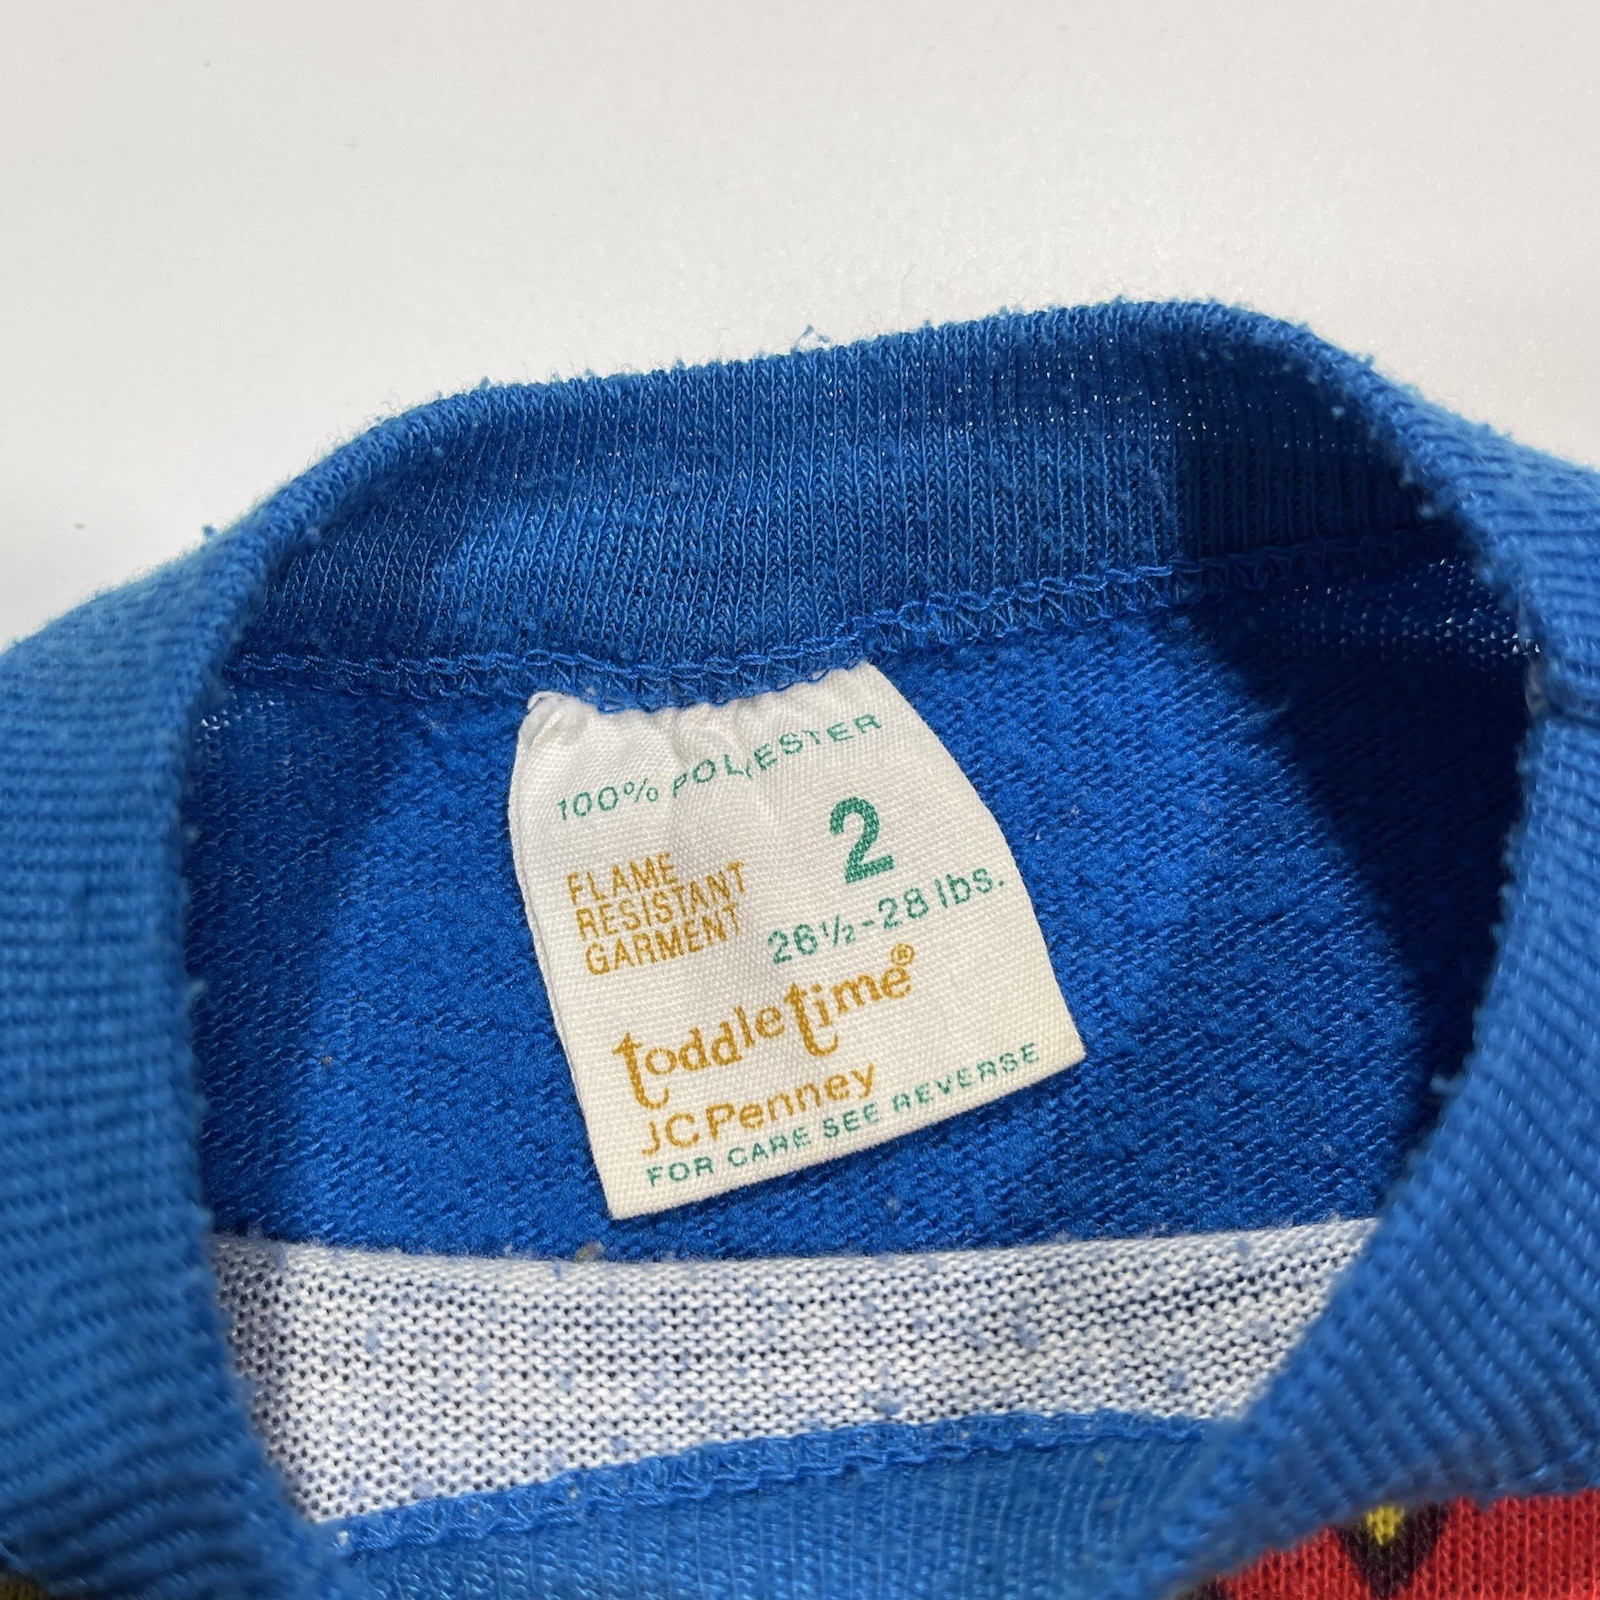 100% POLYESTER
2
FLAME
RESISTANT
GARMENT
26½-28 lbs.
toddletime®
JCPenney
FOR CARE SEE REVERSE